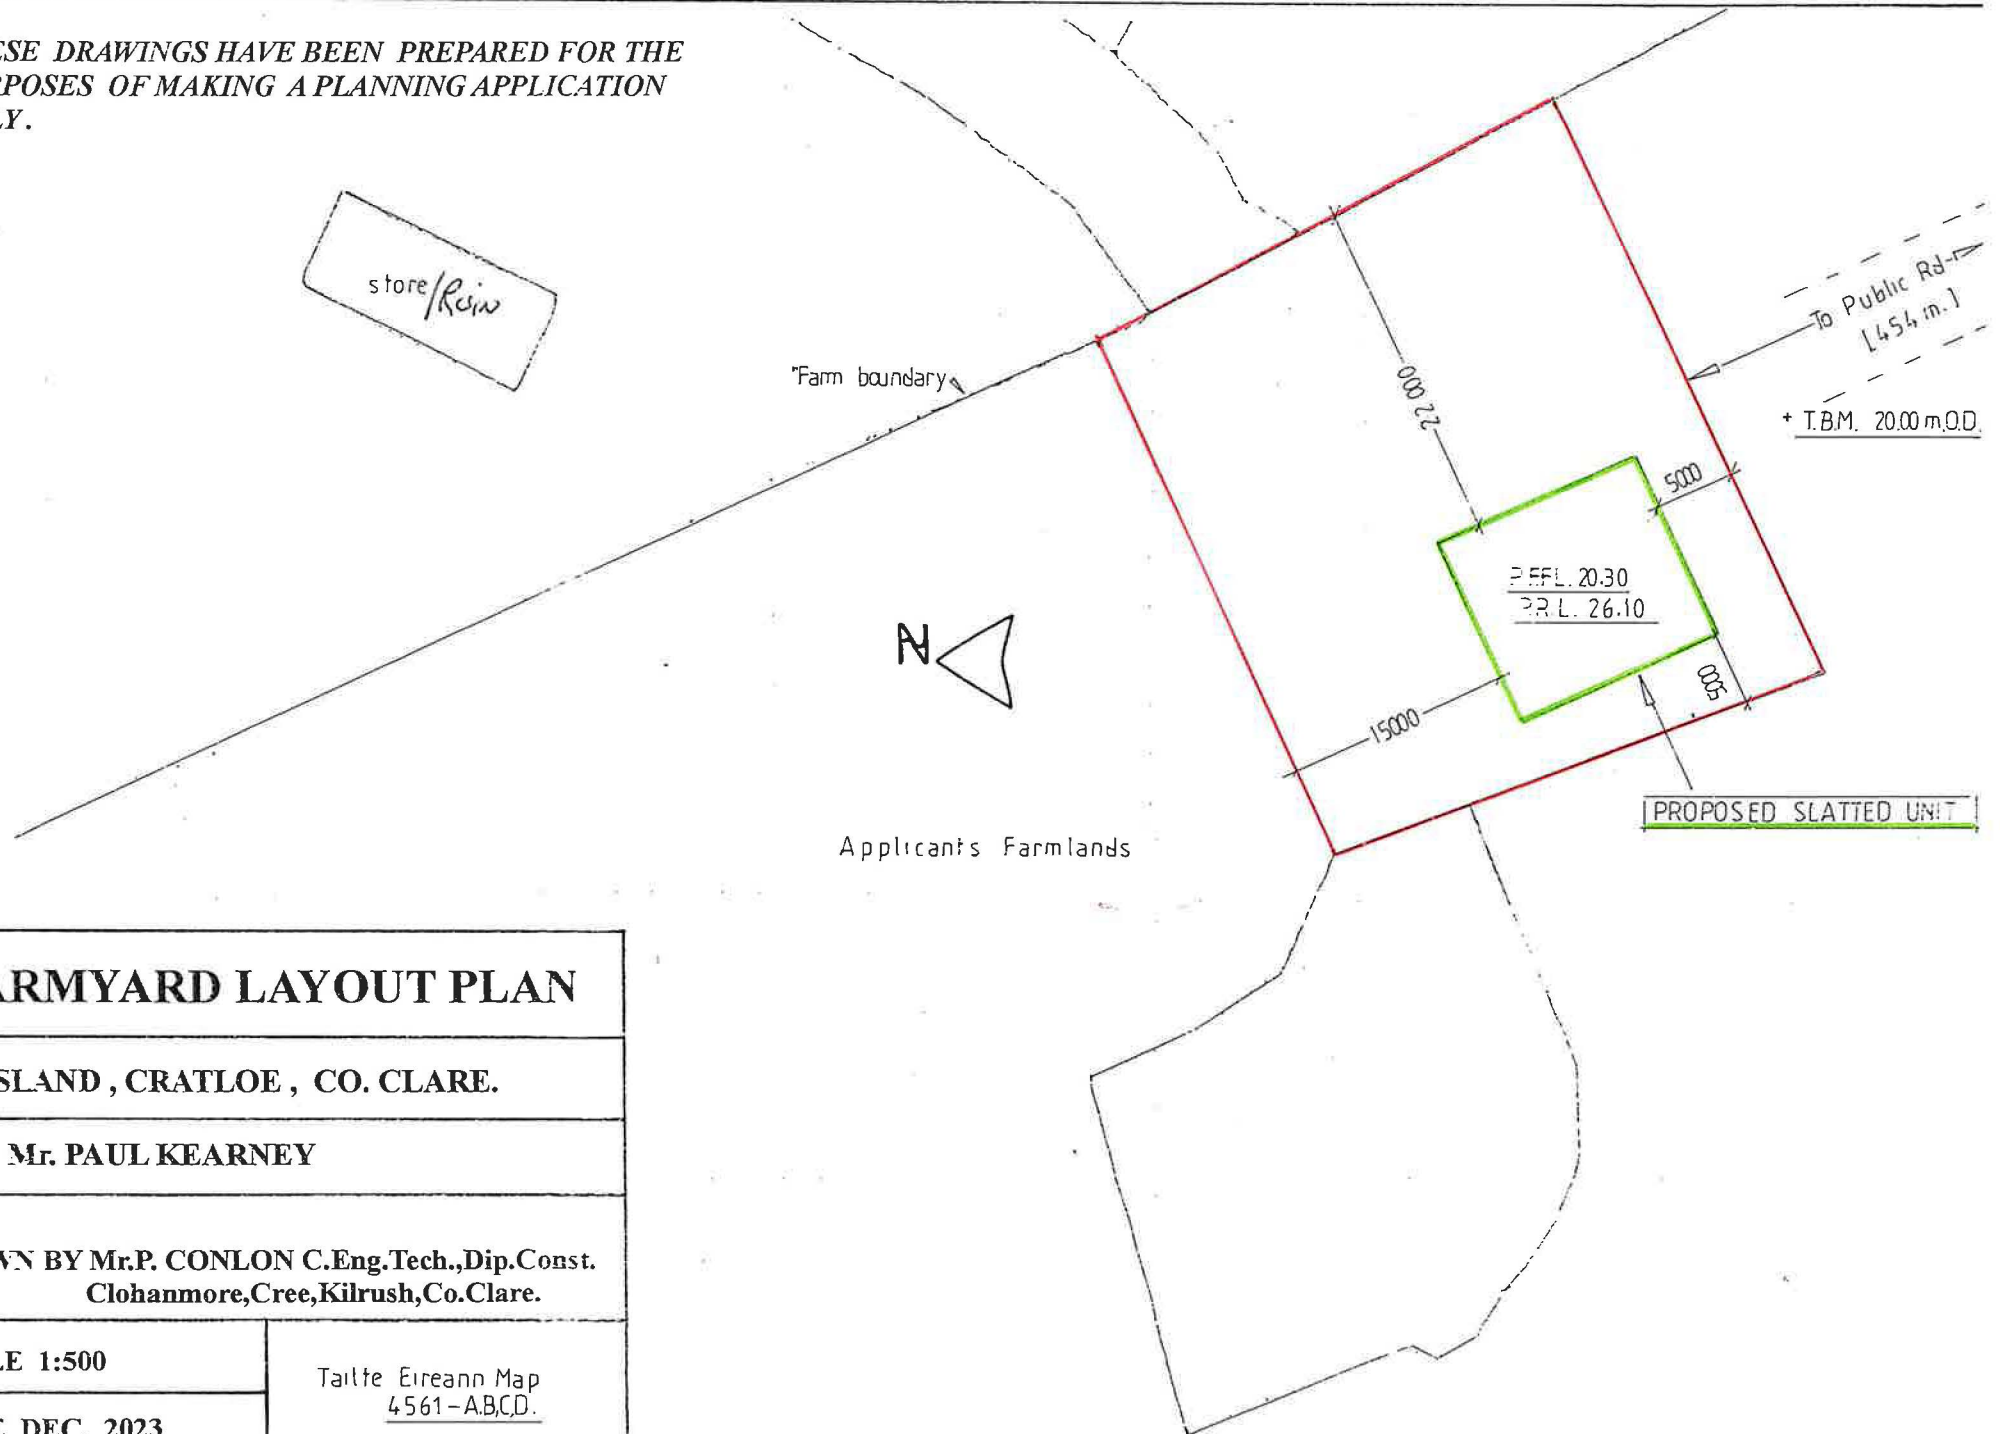 ESE DRAWINGS HAVE BEEN PREPARED FOR THE
RPOSES OF MAKING A PLANNING APPLICATION
LY.
store/Ruin
Farm boundary
22000
To Public Rd
[454 m.]
+ T.B.M. 20.00 m.O.D.
5000
P.F.F.L. 20.30
P.R.L. 26.10
N
5000
15000
PROPOSED SLATTED UNIT
Applicants Farmlands
ARMYARD LAYOUT PLAN
SLAND , CRATLOE , CO. CLARE.
Mr. PAUL KEARNEY
WN BY Mr.P. CONLON C.Eng.Tech.,Dip.Const.
Clohanmore,Cree,Kilrush,Co.Clare.
LE 1:500
Tailte Eireann Map
4561-A.B,C,D.
E DEC. 2023